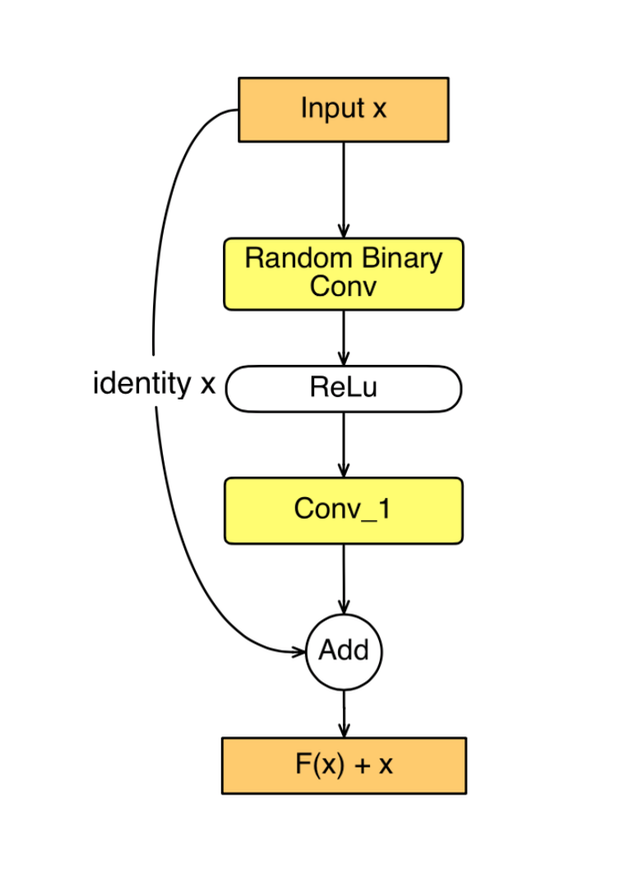 Input x
Random Binary
Conv
identity x
ReLu
Conv_1
Add
F(x) + x